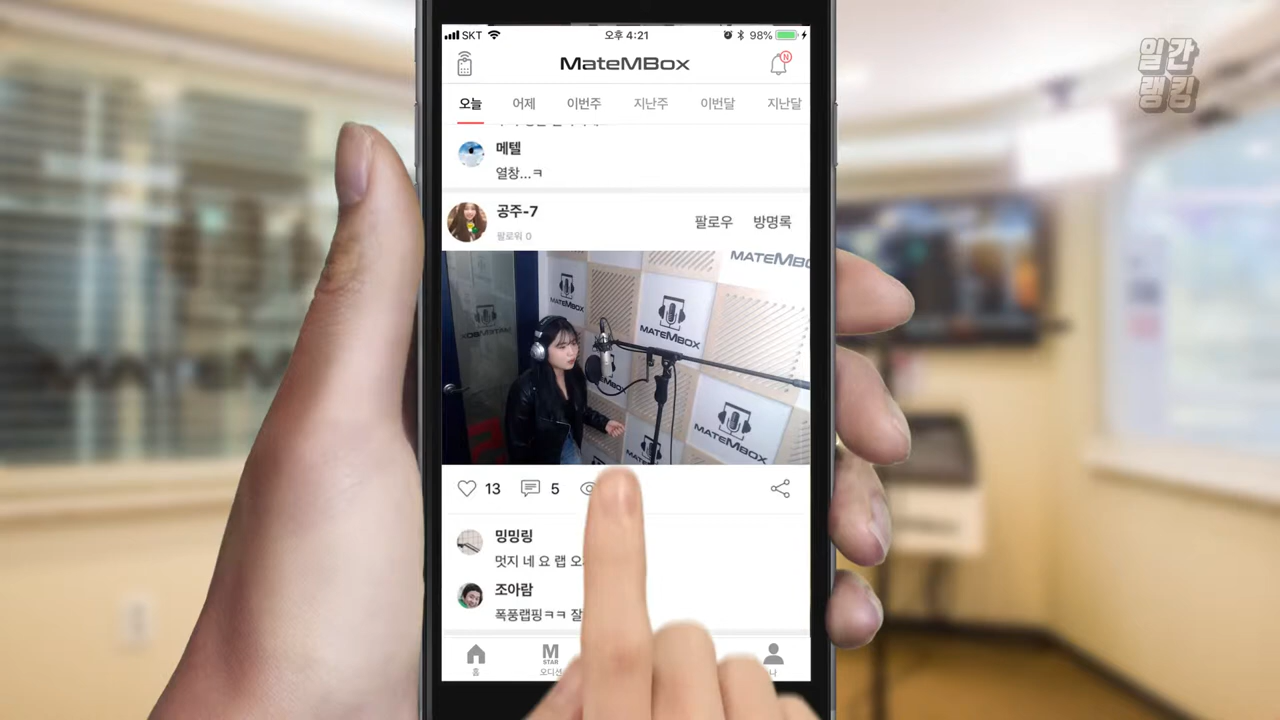 SKT 오후 4:21 98%
MateMBox
N
오늘 어제 이번주 지난주 이번달 지난달
메텔
열창...ㅋ
공주-7
팔로워 0
팔로우 방명록
MATEMBOX
MATEMBOX
MATEMBOX
MATEMBOX
13 5
밍밍링
멋지 네 요 랩
조아람
폭풍랩핑ㅋㅋ 잘
홈
M
STAR
오디션
나
일간
랭킹